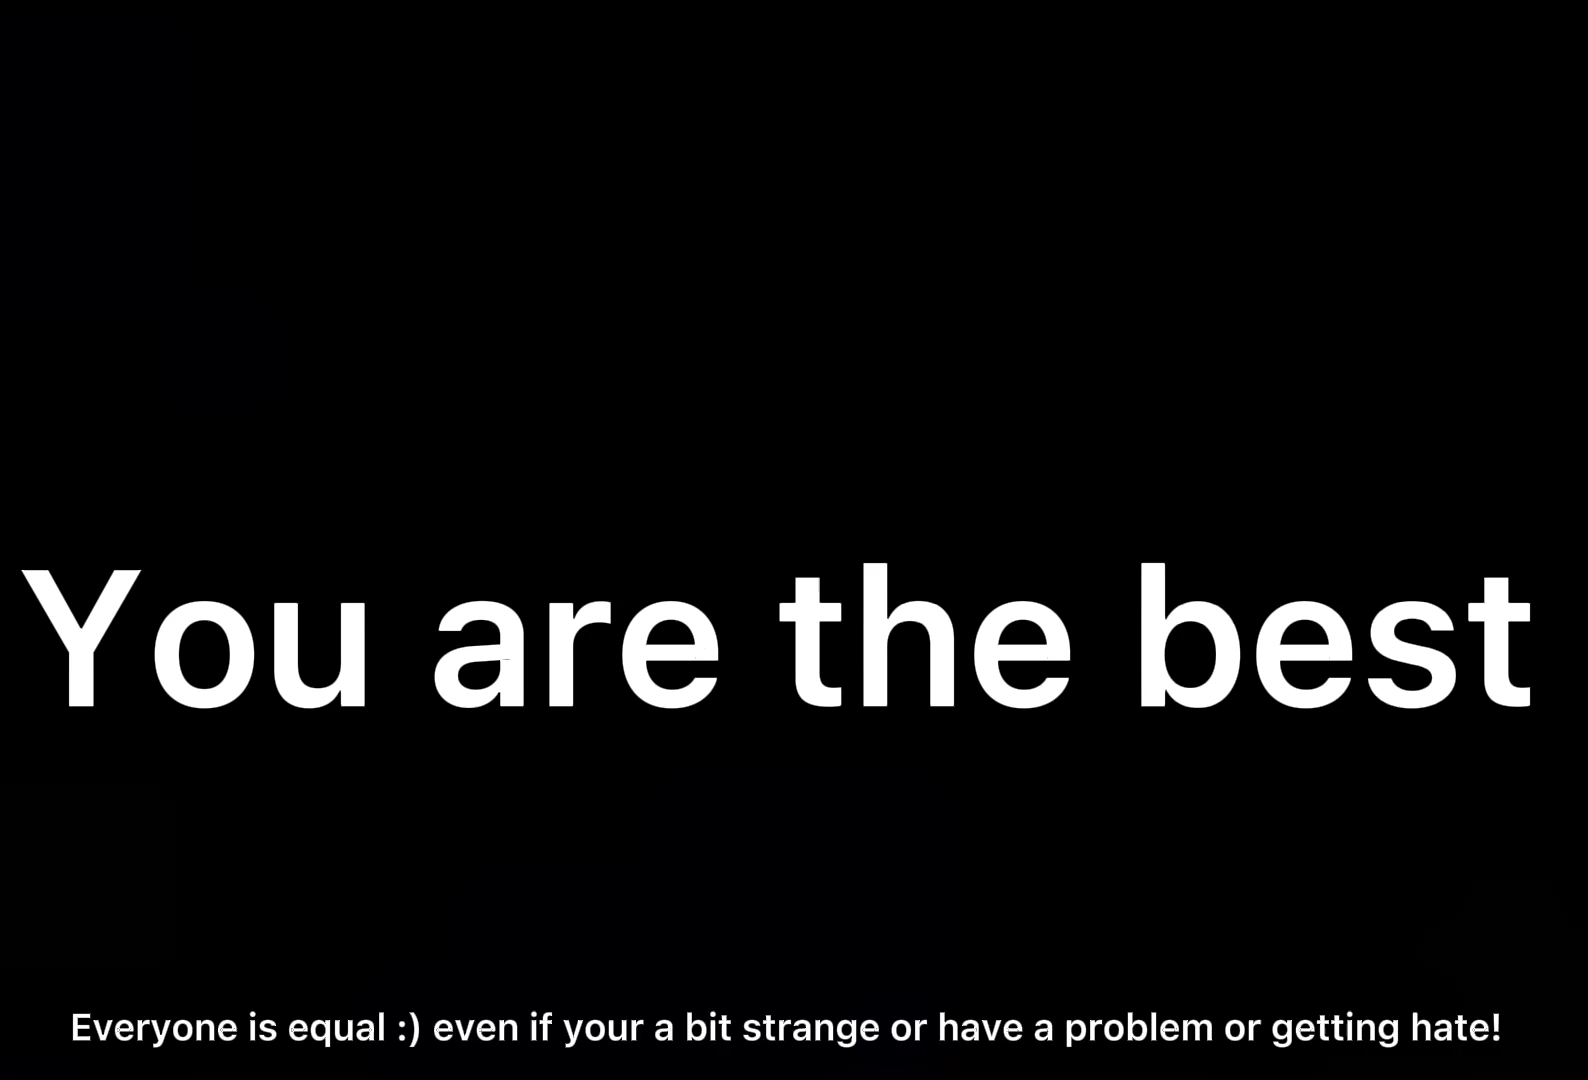 You are the best
Everyone is equal :) even if your a bit strange or have a problem or getting hate!